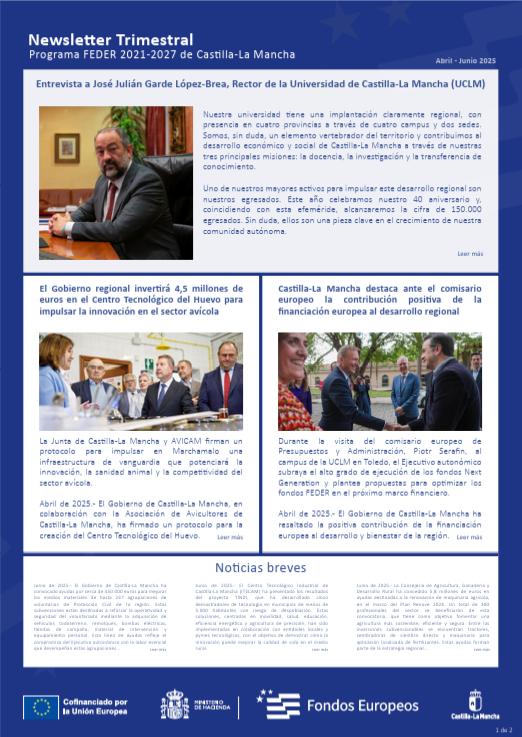 Newsletter Trimestral
Programa FEDER 2021-2027 de Castilla-La Mancha
Abril - Junio 2025
Entrevista a José Julián Garde López-Brea, Rector de la Universidad de Castilla-La Mancha (UCLM)
Nuestra universidad tiene una implantación claramente regional, con
presencia en cuatro provincias a través de cuatro campus y dos sedes.
Somos, sin duda, un elemento vertebrador del territorio y contribuimos al
desarrollo económico y social de Castilla-La Mancha a través de nuestras
tres principales misiones: la docencia, la investigación y la transferencia de
conocimiento.
Uno de nuestros mayores activos para impulsar este desarrollo regional son
nuestros egresados. Este año celebramos nuestro 40 aniversario y,
coincidiendo con esta efeméride, alcanzaremos la cifra de 150.000
egresados. Sin duda, ellos son una pieza clave en el crecimiento de nuestra
comunidad autónoma.
Leer más
El Gobierno regional invertirá 4,5 millones de
euros en el Centro Tecnológico del Huevo para
impulsar la innovación en el sector avícola
La Junta de Castilla-La Mancha y AVICAM firman un
protocolo para impulsar en Marchamalo una
infraestructura de vanguardia que potenciará la
innovación, la sanidad animal y la competitividad del
sector avícola.
Abril de 2025.- El Gobierno de Castilla-La Mancha, en
colaboración con la Asociación de Avicultores de
Castilla-La Mancha, ha firmado un protocolo para la
creación del Centro Tecnológico del Huevo.
Leer más
Castilla-La Mancha destaca ante el comisario
europeo la contribución positiva de la
financiación europea al desarrollo regional
Durante la visita del comisario europeo de
Presupuestos y Administración, Piotr Serafin, al
campus de la UCLM en Toledo, el Ejecutivo autonómico
subraya el alto grado de ejecución de los fondos Next
Generation y plantea propuestas para optimizar los
fondos FEDER en el próximo marco financiero.
Abril de 2025.- El Gobierno de Castilla-La Mancha ha
resaltado la positiva contribución de la financiación
europea al desarrollo y bienestar de la región.
Leer más
Noticias breves
Junio de 2025.- El Gobierno de Castilla-La Mancha ha
convocado ayudas por cerca de 450.000 euros para mejorar
los medios materiales de hasta 227 agrupaciones de
voluntarios de Protección Civil de la región. Estas
subvenciones están destinadas a reforzar la operatividad y
seguridad del voluntariado mediante la adquisición de
vehículos todoterreno, remolques, bombas eléctricas,
tiendas de campaña, material de intervención y
equipamiento personal. Esta línea de ayudas refleja el
compromiso del Ejecutivo autonómico con la labor esencial
que desempeñan estas agrupaciones...
Leer más
Junio de 2025.- El Centro Tecnológico Industrial de
Castilla-La Mancha (ITECAM) ha presentado los resultados
del proyecto que ha desarrollado cinco
demostradores de tecnología en municipios de menos de
5.000 habitantes con riesgo de despoblación. Estas
soluciones, centradas en movilidad, salud, educación,
eficiencia energética y agricultura de precisión, han sido
implementadas en colaboración con entidades locales y
pymes tecnológicas, con el objetivo de demostrar cómo la
innovación puede mejorar la calidad de vida en el medio
rural.
Leer más
Junio de 2025.- La Consejería de Agricultura, Ganadería y
Desarrollo Rural ha concedido 5,8 millones de euros en
ayudas destinadas a la renovación de maquinaria agrícola,
en el marco del Plan Renove 2024. Un total de 300
profesionales del sector se beneficiarán de esta
convocatoria, que tiene como objetivo fomentar una
agricultura más sostenible, eficiente y segura. Entre las
inversiones subvencionables se encuentran tractores,
sembradoras de siembra directa y maquinaria para
aplicación localizada de fertilizantes. Estas ayudas forman
parte de la estrategia regional...
Leer más
Cofinanciado por
la Unión Europea
MINISTERIO
DE HACIENDA
Fondos Europeos
Castilla-La Mancha
1 de 2